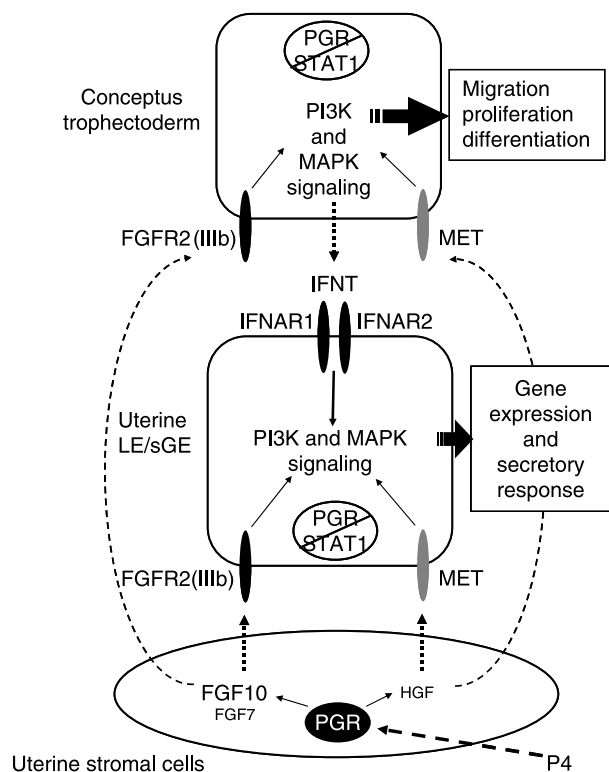 PGR
STAT1
Conceptus
trophectoderm
PI3K
and
MAPK
signaling
Migration
proliferation
differentiation
FGFR2 (IIIb)
MET
IFNT
IFNAR1
IFNAR2
Uterine
LE/sGE
PI3K and MAPK
signaling
Gene
expression
and
secretory
response
PGR
STAT1
FGFR2(IIIb)
MET
FGF10
FGF7
HGF
PGR
Uterine stromal cells
P4